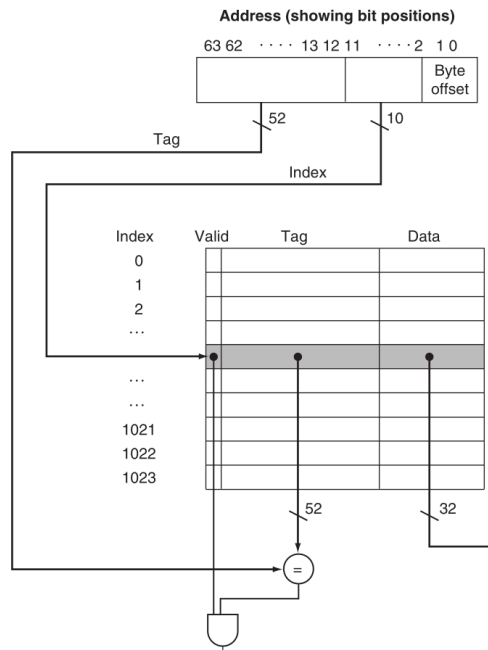 Address (showing bit positions)
63 62 · · · · 13 12 11 · · · · 2 1 0
Byte
offset
52
10
Tag
Index
Index Valid Tag Data
0
1
2
...
...
...
1021
1022
1023
52
32
=